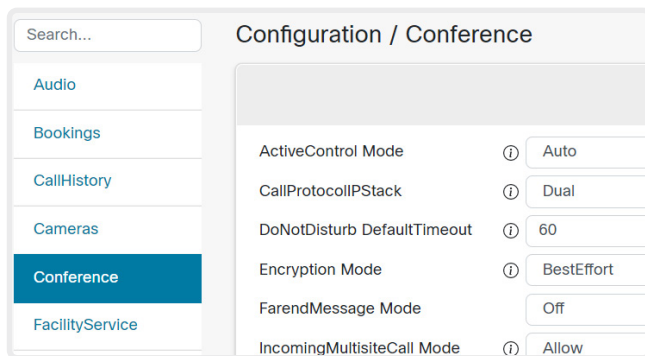 Search...
Configuration / Conference
Audio
Bookings
CallHistory
Cameras
Conference
FacilityService
ActiveControl Mode Auto
CallProtocolIPStack Dual
DoNotDisturb DefaultTimeout 60
Encryption Mode BestEffort
FarendMessage Mode Off
IncomingMultisiteCall Mode Allow